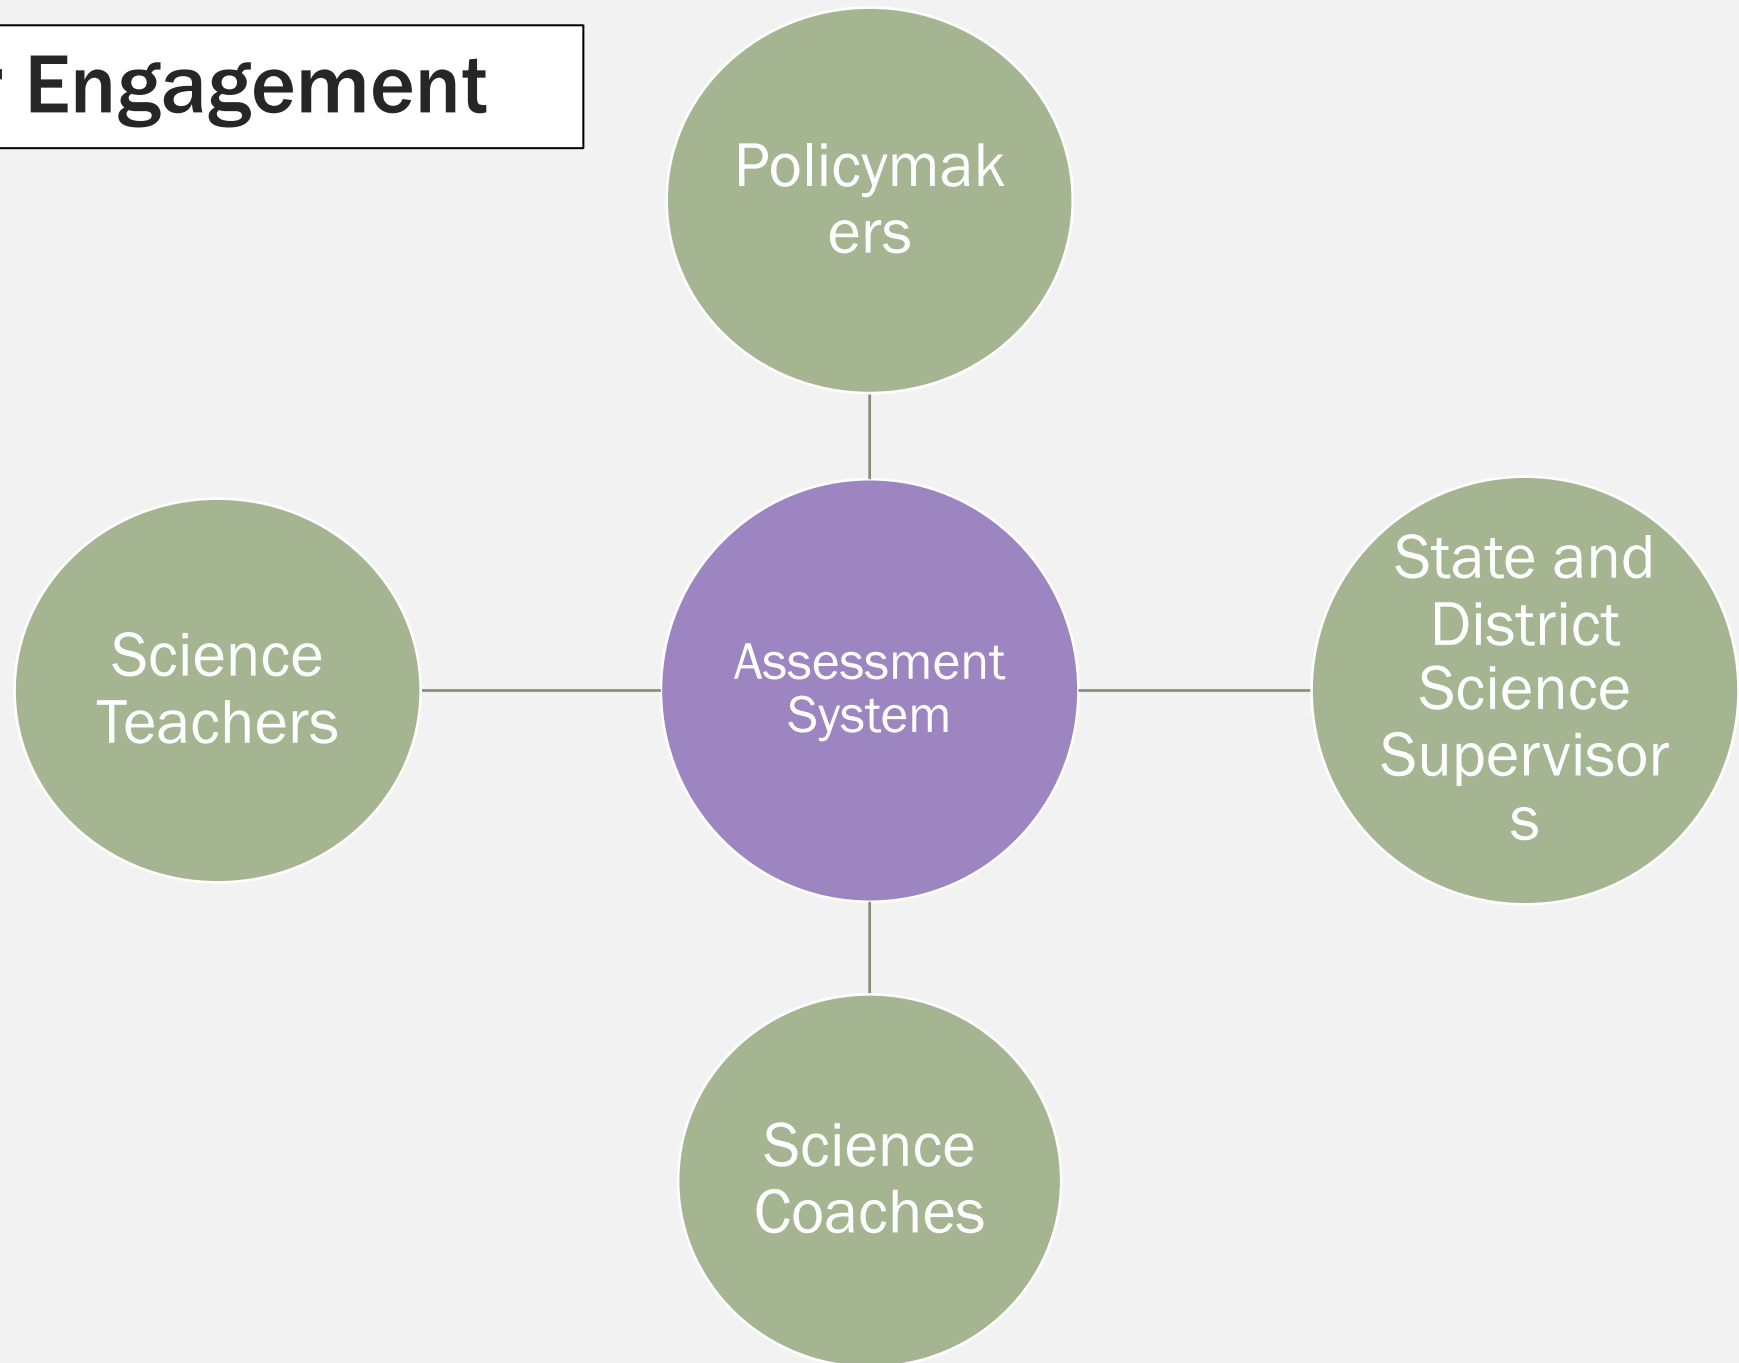 Engagement
Policymak
ers
Science
Teachers
Assessment
System
State and
District
Science
Supervisor
s
Science
Coaches